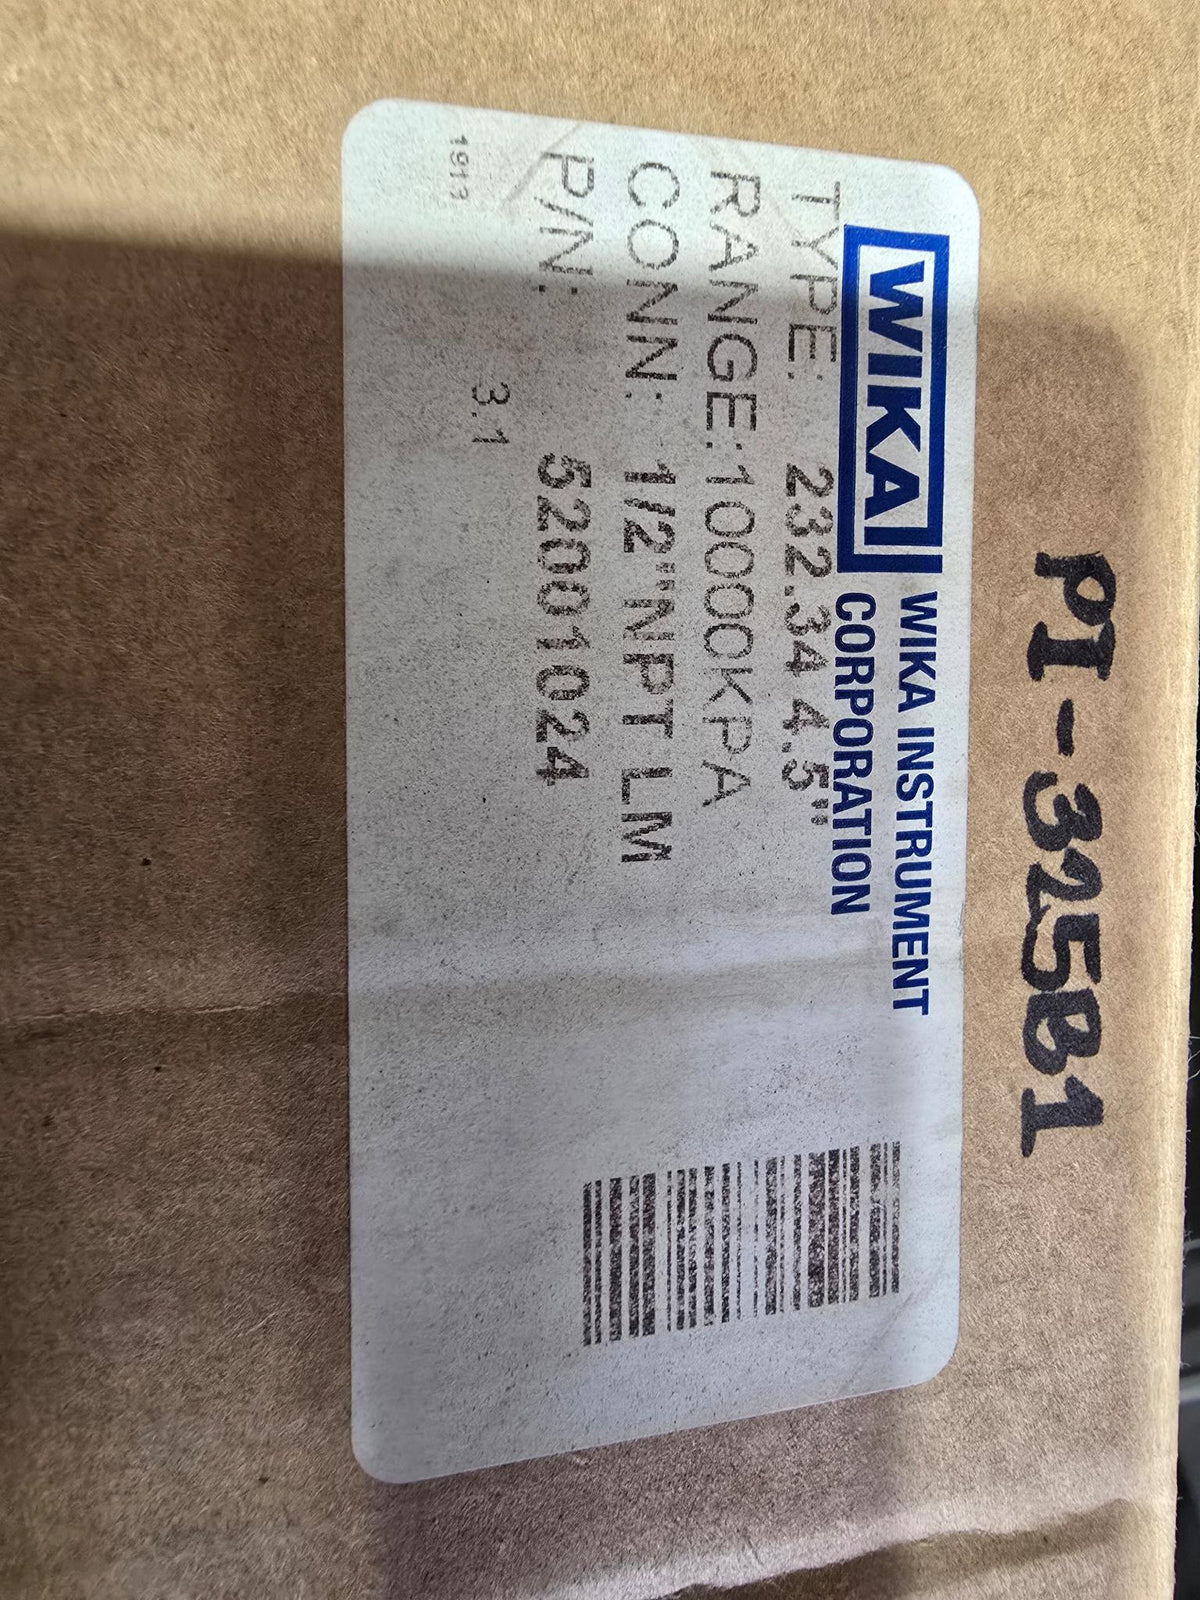 PI-325B1
WIKA
WIKA INSTRUMENT
CORPORATION
TYPE: 232.34 4.5"
RANGE:10000KPA
CONN: 1/2"NPT LM
P/N: 52001024
3.1
1913